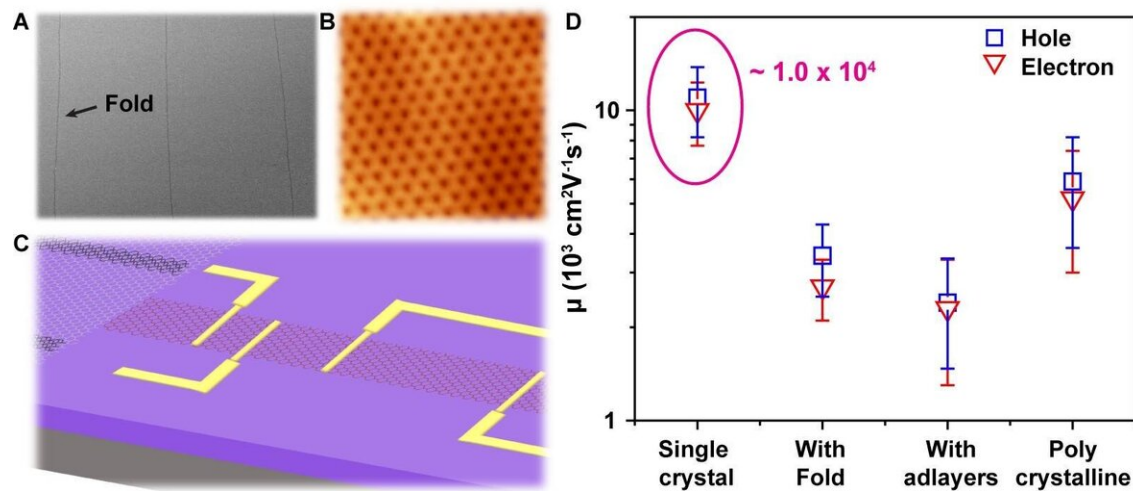 A
Fold
B
C
D
Hole
Electron
~ 1.0 x 10⁴
μ (10³ cm²V⁻¹s⁻¹)
10
1
Single
crystal
With
Fold
With
adlayers
Poly
crystalline